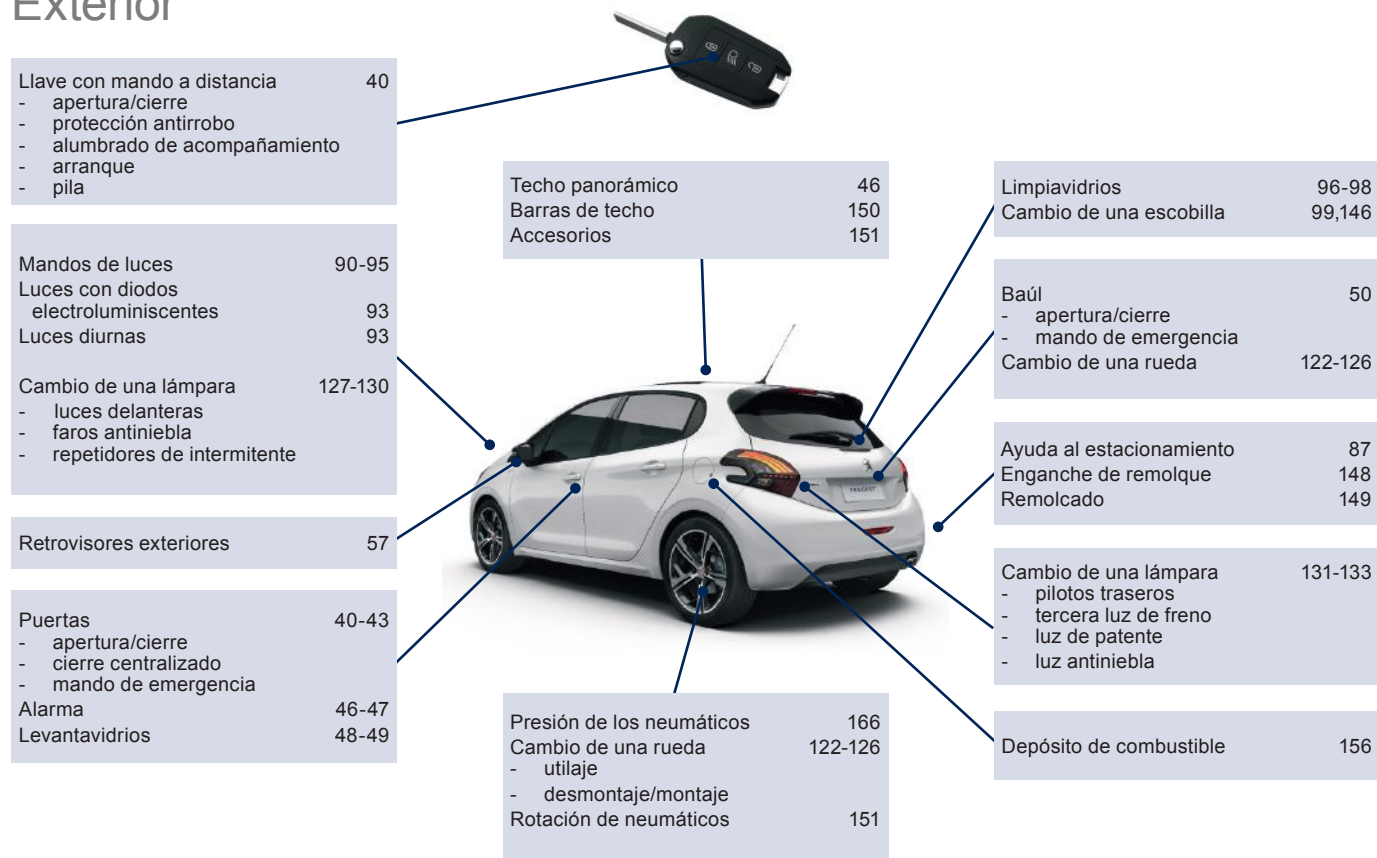 Exterior
Llave con mando a distancia 40
- apertura/cierre
- protección antirrobo
- alumbrado de acompañamiento
- arranque
- pila
Mandos de luces 90-95
Luces con diodos
electroluminiscentes 93
Luces diurnas 93
Cambio de una lámpara 127-130
- luces delanteras
- faros antiniebla
- repetidores de intermitente
Retrovisores exteriores 57
Puertas 40-43
- apertura/cierre
- cierre centralizado
- mando de emergencia
Alarma 46-47
Levantavidrios 48-49
Techo panorámico 46
Barras de techo 150
Accesorios 151
PEUGEOT
Presión de los neumáticos 166
Cambio de una rueda 122-126
- utilaje
- desmontaje/montaje
Rotación de neumáticos 151
Limpiavidrios 96-98
Cambio de una escobilla 99,146
Baúl 50
- apertura/cierre
- mando de emergencia
Cambio de una rueda 122-126
Ayuda al estacionamiento 87
Enganche de remolque 148
Remolcado 149
Cambio de una lámpara 131-133
- pilotos traseros
- tercera luz de freno
- luz de patente
- luz antiniebla
Depósito de combustible 156